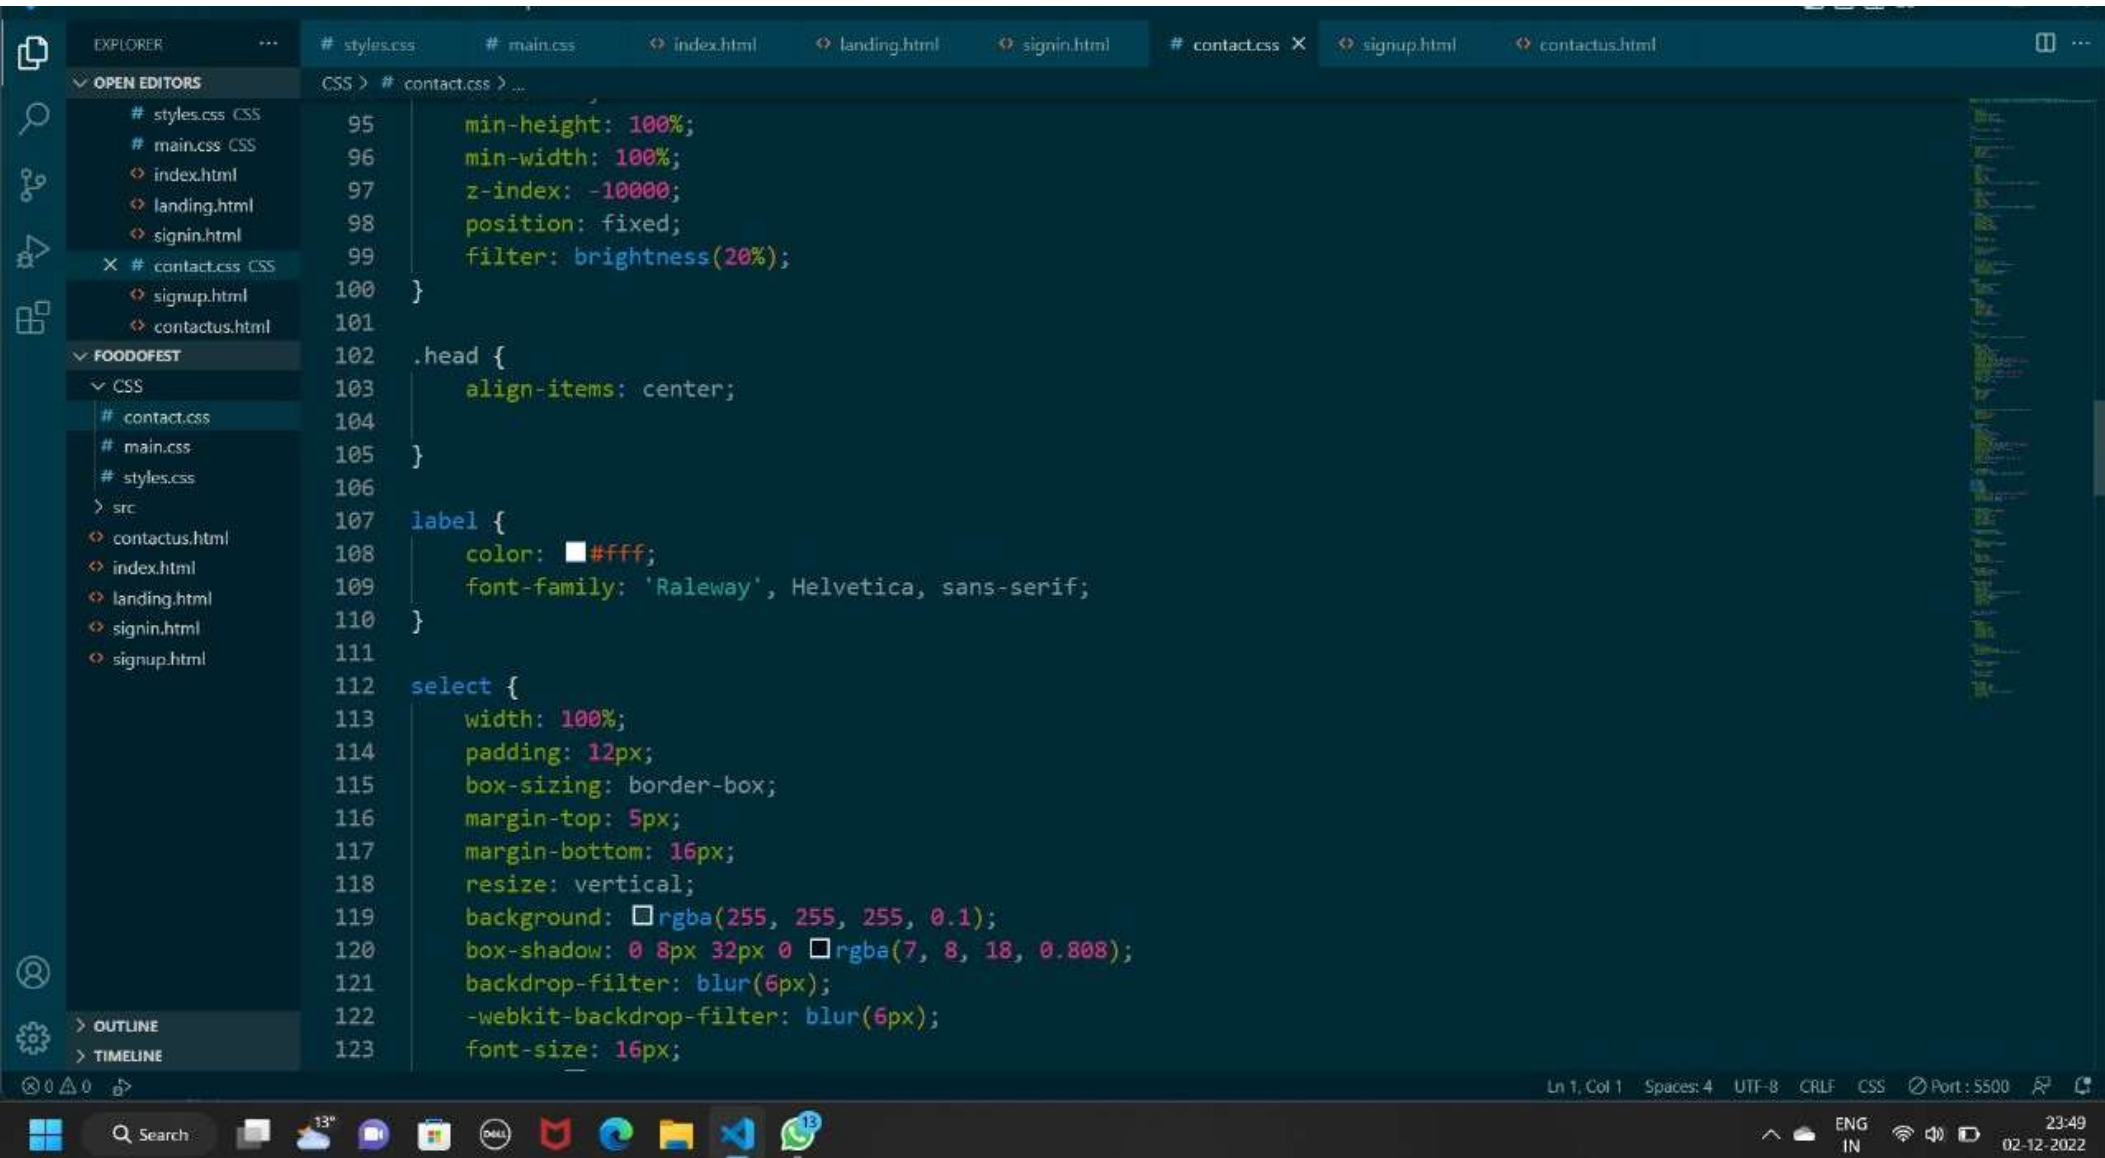 EXPLORER ...
# styles.css # main.css <> index.html <> landing.html <> signin.html # contact.css X <> signup.html <> contactus.html ...
OPEN EDITORS
# styles.css CSS
# main.css CSS
<> index.html
<> landing.html
<> signin.html
X # contact.css CSS
<> signup.html
<> contactus.html
FOODOFEST
CSS
# contact.css
# main.css
# styles.css
> src
<> contactus.html
<> index.html
<> landing.html
<> signin.html
<> signup.html
> OUTLINE
> TIMELINE
CSS > # contact.css > ...
95 min-height: 100%;
96 min-width: 100%;
97 z-index: -10000;
98 position: fixed;
99 filter: brightness(20%);
100 }
101
102 .head {
103 align-items: center;
104
105 }
106
107 label {
108 color: #fff;
109 font-family: 'Raleway', Helvetica, sans-serif;
110 }
111
112 select {
113 width: 100%;
114 padding: 12px;
115 box-sizing: border-box;
116 margin-top: 5px;
117 margin-bottom: 16px;
118 resize: vertical;
119 background: rgba(255, 255, 255, 0.1);
120 box-shadow: 0 8px 32px 0 rgba(7, 8, 18, 0.808);
121 backdrop-filter: blur(6px);
122 -webkit-backdrop-filter: blur(6px);
123 font-size: 16px;
0 0 Ln 1, Col 1 Spaces: 4 UTF-8 CRLF CSS Port : 5500
Search 13° DELL 13 ENG 23:49
IN 02-12-2022